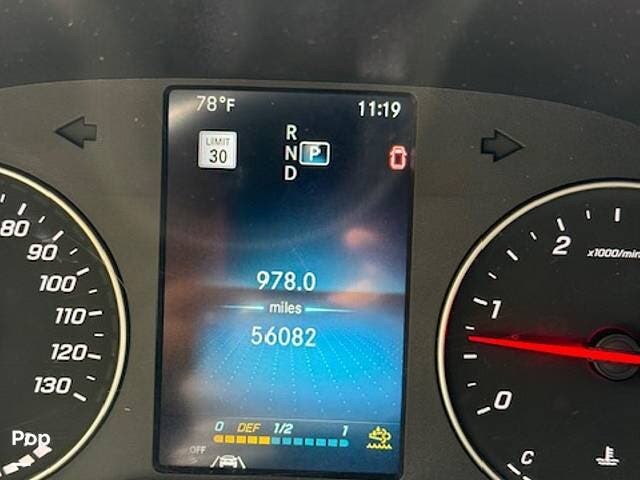 78°F 11:19
LIMIT
30
R
N P
D
80
90
100
110
120
130
978.0
miles
56082
0 DEF 1/2 1
OFF
2
x1000/min
1
0
C